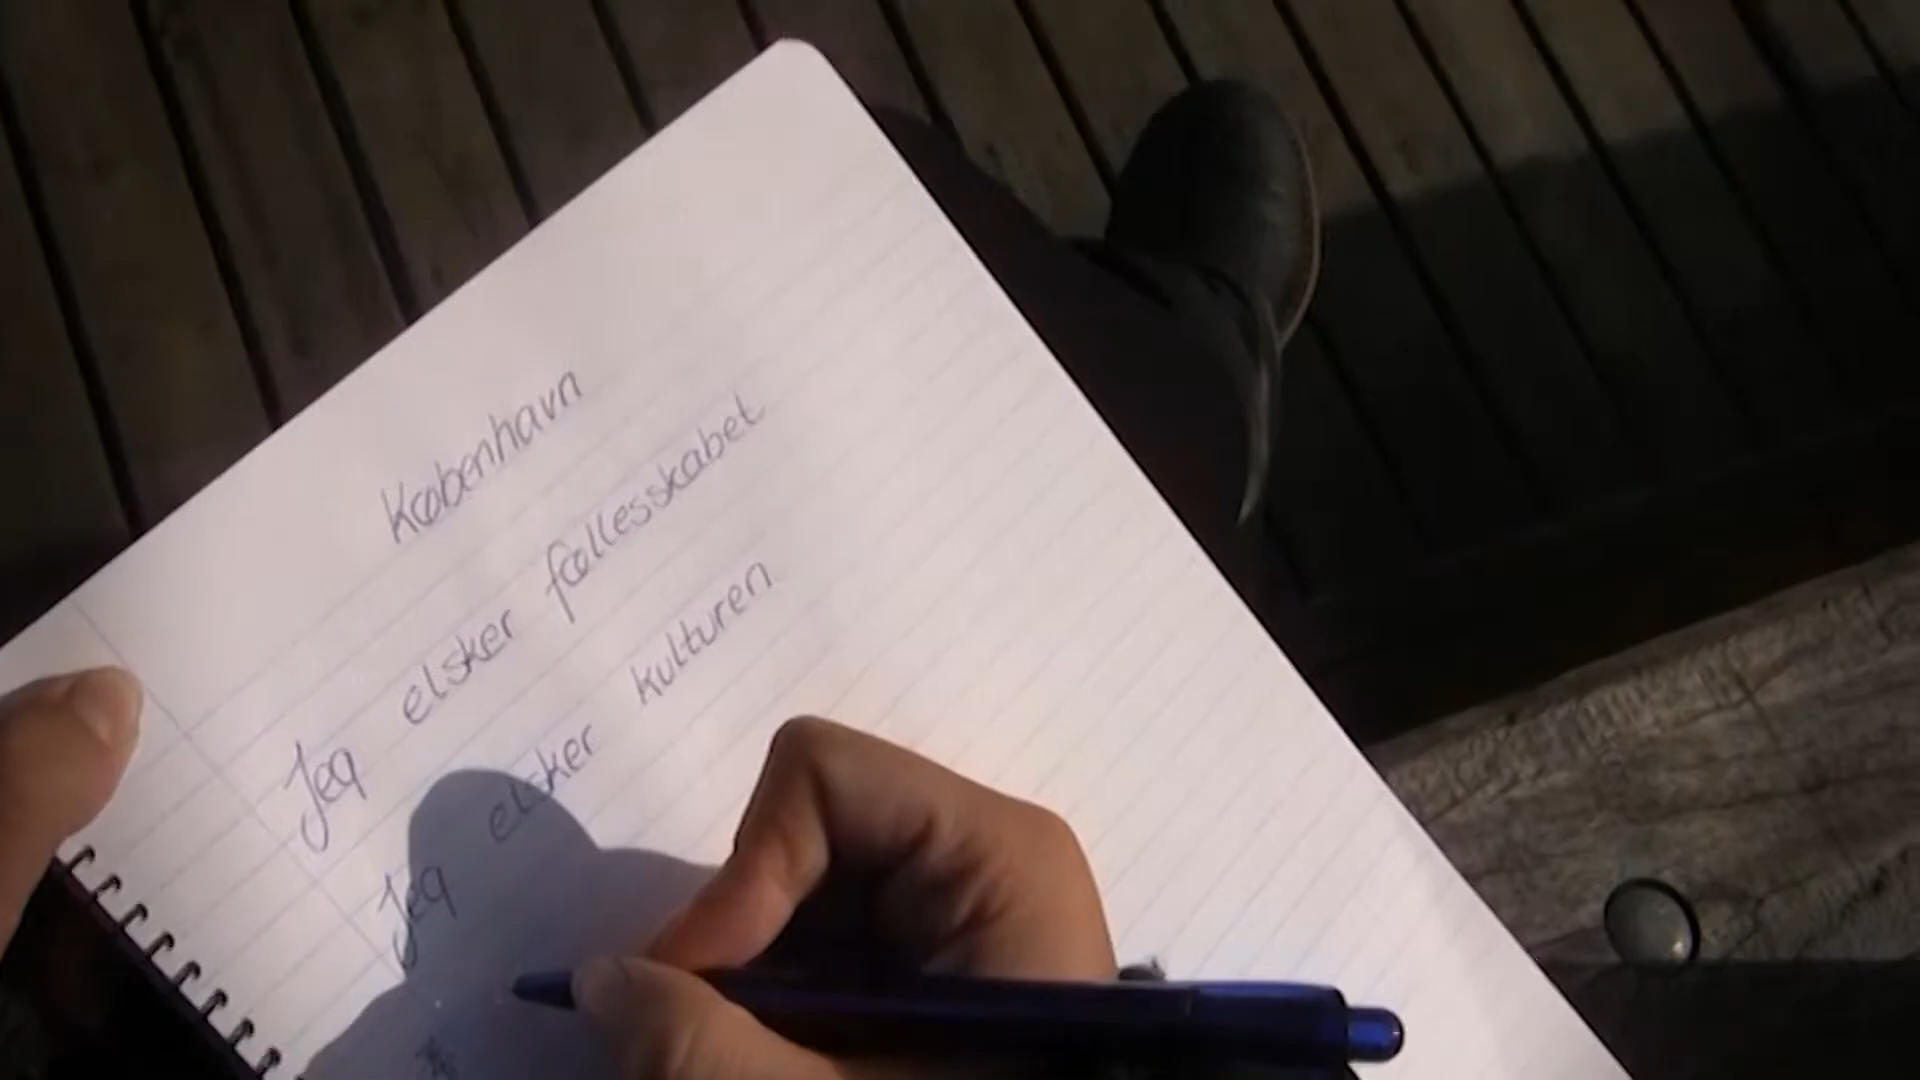 København
Jeg elsker fællesskabet
Jeg elsker kulturen